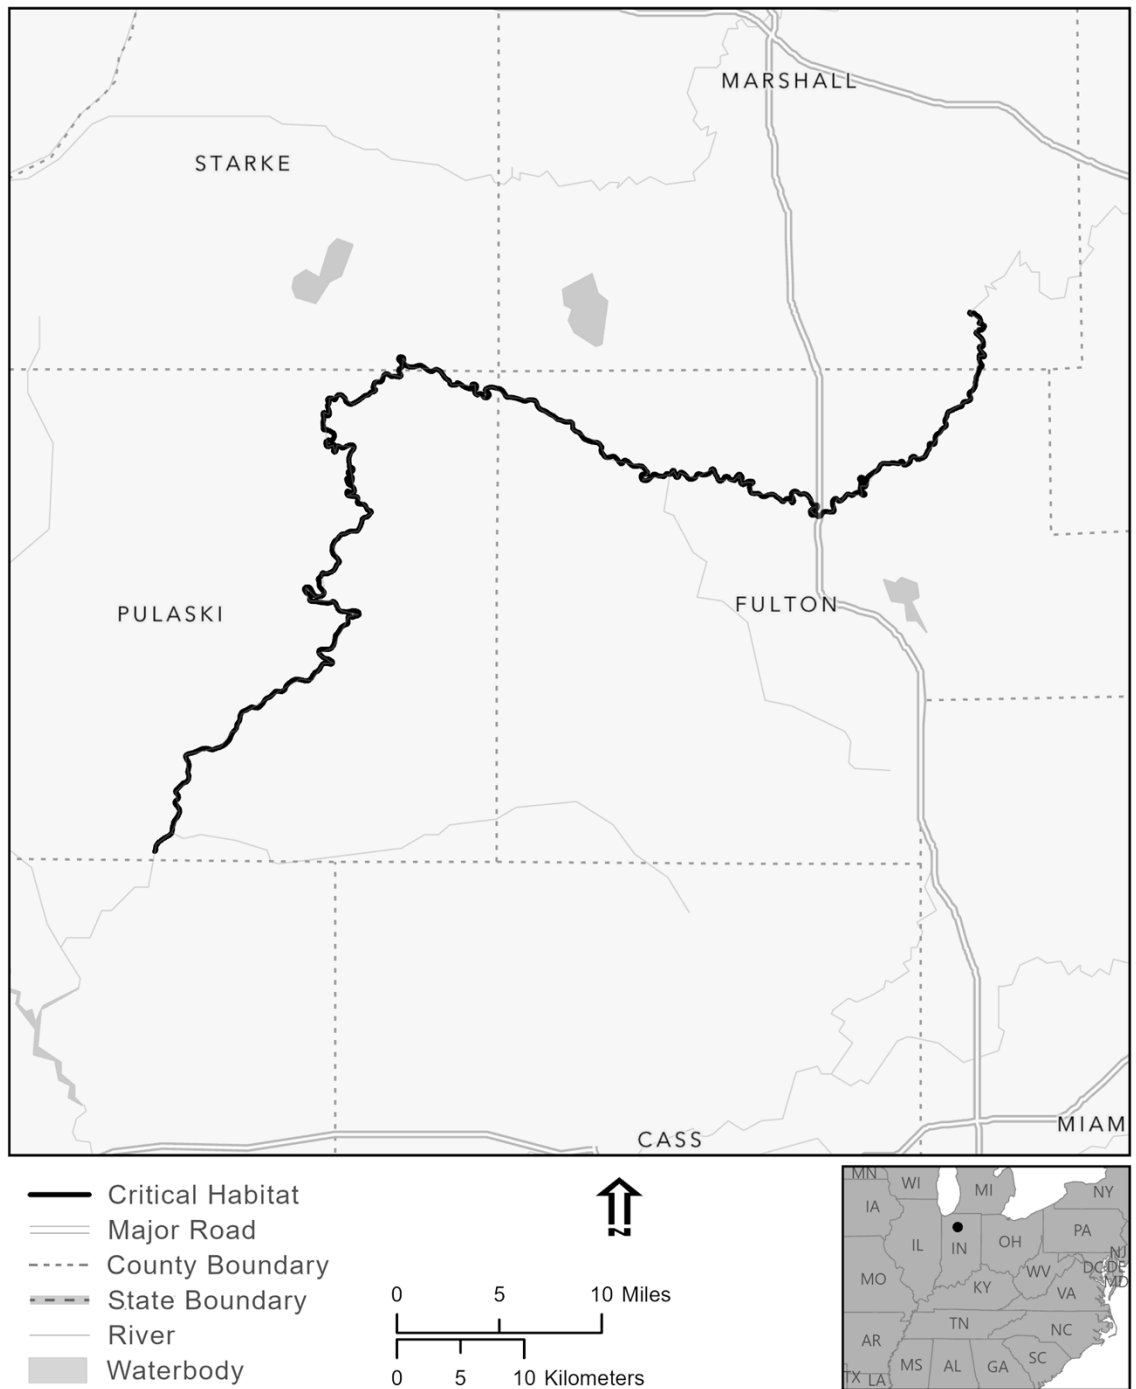 MARSHALL
STARKE
PULASKI
FULTON
CASS
MIAM
Critical Habitat
Major Road
County Boundary
State Boundary
River
Waterbody
N
0 5 10 Miles
0 5 10 Kilometers
MN
WI
MI
NY
IA
PA
IL
IN
OH
NJ
MO
WV
DC
DE
MD
KY
VA
TN
NC
AR
MS
AL
GA
SC
TX
LA